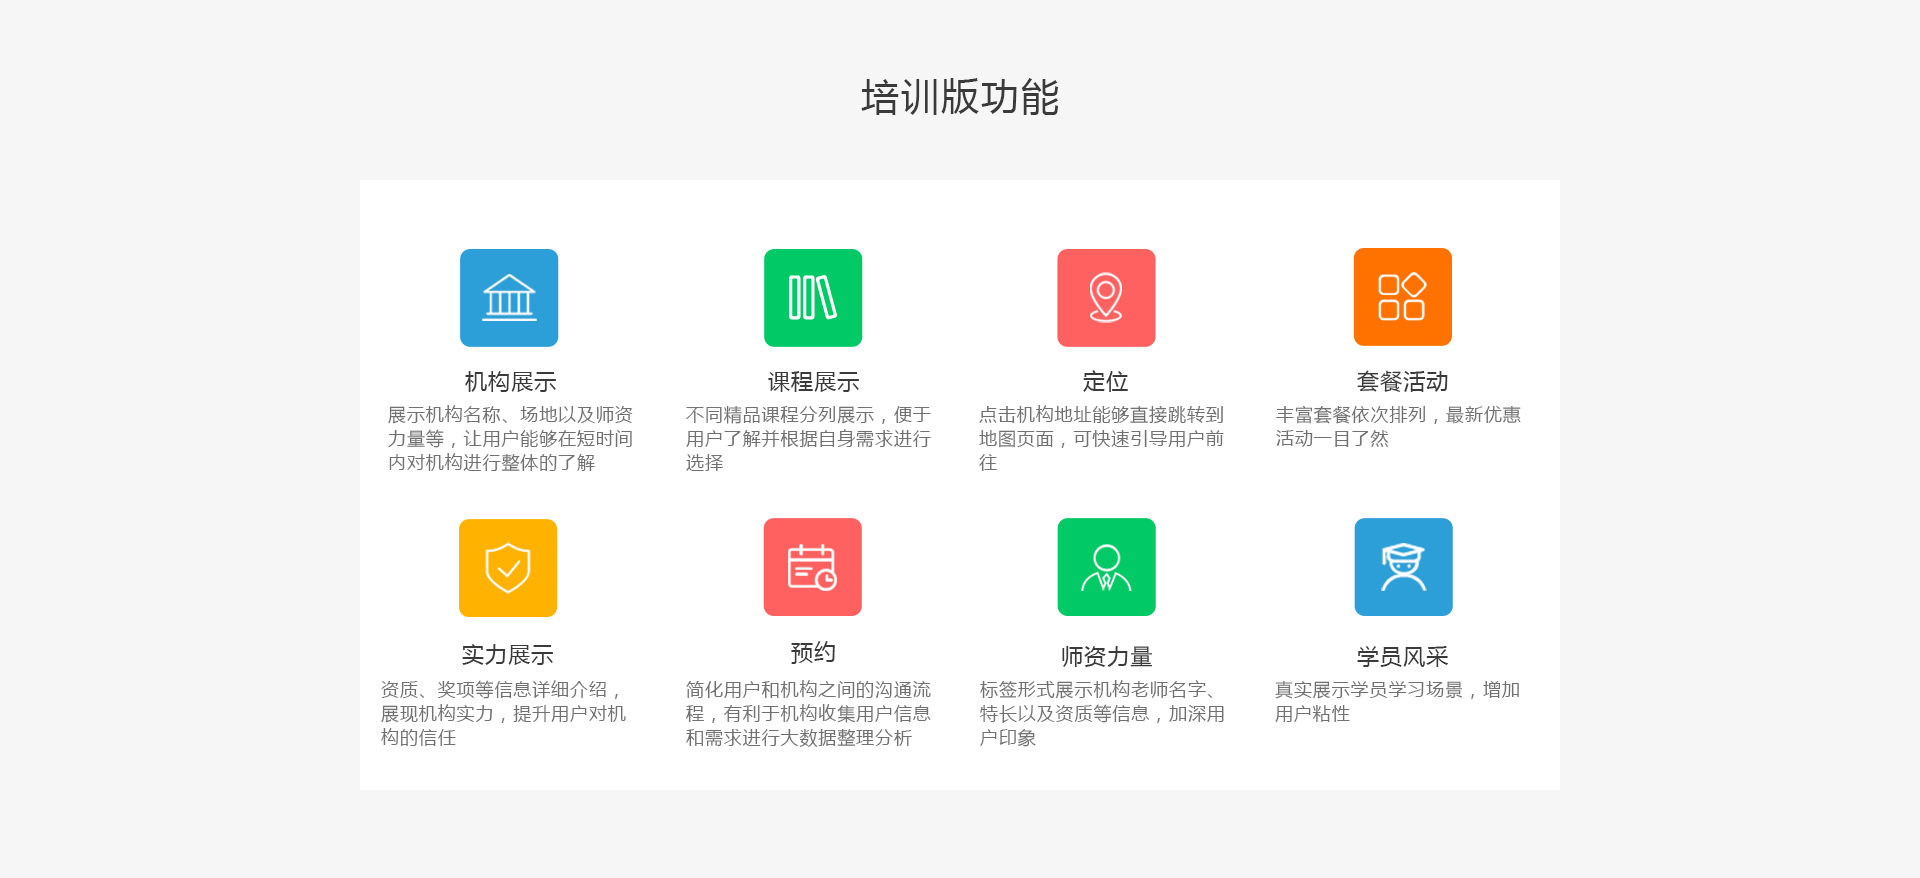 培训版功能
机构展示
展示机构名称、场地以及师资
力量等，让用户能够在短时间
内对机构进行整体的了解
课程展示
不同精品课程分列展示，便于
用户了解并根据自身需求进行
选择
定位
点击机构地址能够直接跳转到
地图页面，可快速引导用户前
往
套餐活动
丰富套餐依次排列，最新优惠
活动一目了然
实力展示
资质、奖项等信息详细介绍，
展现机构实力，提升用户对机
构的信任
预约
简化用户和机构之间的沟通流
程，有利于机构收集用户信息
和需求进行大数据整理分析
师资力量
标签形式展示机构老师名字、
特长以及资质等信息，加深用
户印象
学员风采
真实展示学员学习场景，增加
用户粘性